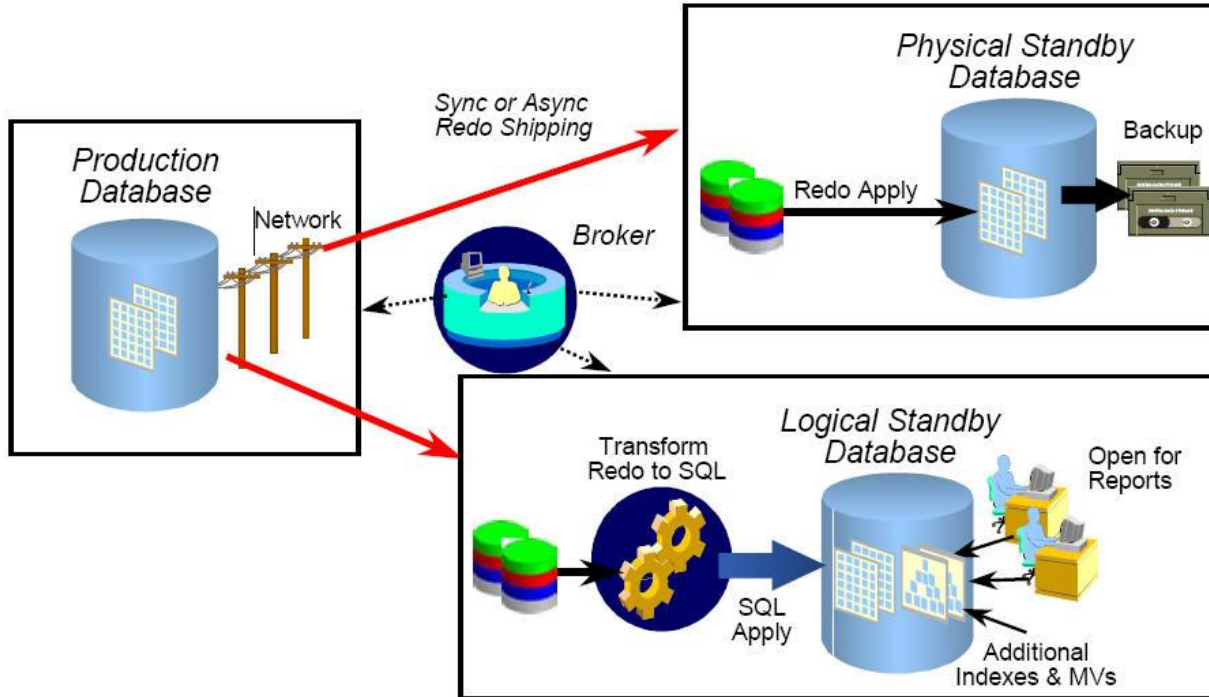 Physical Standby
Database
Sync or Async
Redo Shipping
Backup
Production
Database
Network
Redo Apply
Broker
Transform
Redo to SQL
Logical Standby
Database
Open for
Reports
SQL
Apply
Additional
Indexes & MVs